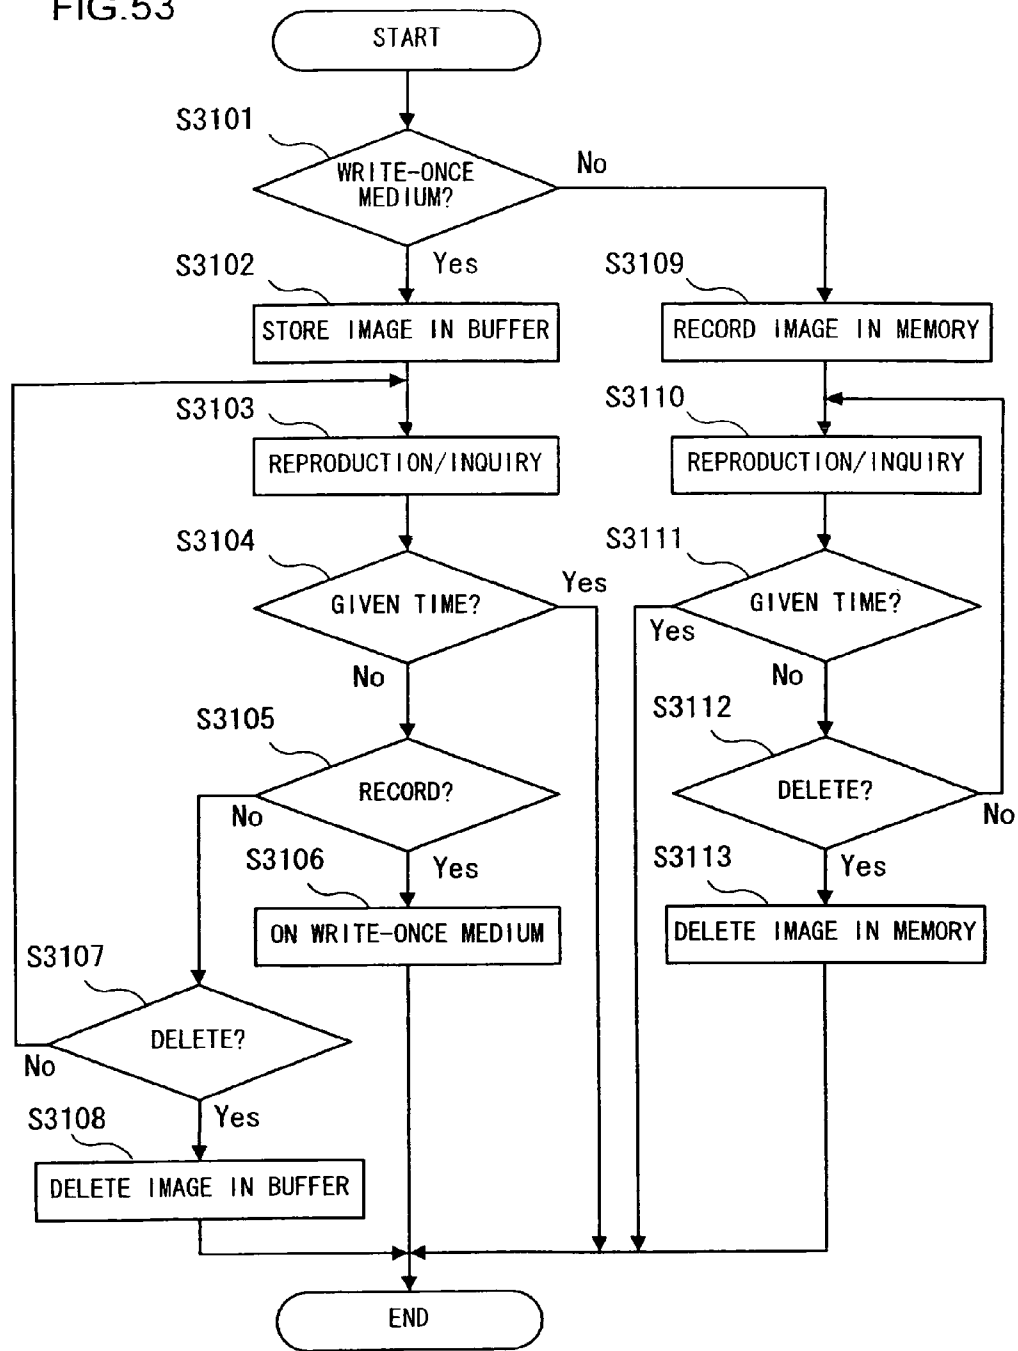 FIG.53
START
S3101
WRITE-ONCE
MEDIUM?
No
Yes
S3102
STORE IMAGE IN BUFFER
S3109
RECORD IMAGE IN MEMORY
S3103
REPRODUCTION/INQUIRY
S3110
REPRODUCTION/INQUIRY
S3104
GIVEN TIME?
Yes
No
S3111
GIVEN TIME?
Yes
No
S3105
RECORD?
No
Yes
S3112
DELETE?
No
Yes
S3106
ON WRITE-ONCE MEDIUM
S3113
DELETE IMAGE IN MEMORY
S3107
DELETE?
No
Yes
S3108
DELETE IMAGE IN BUFFER
END